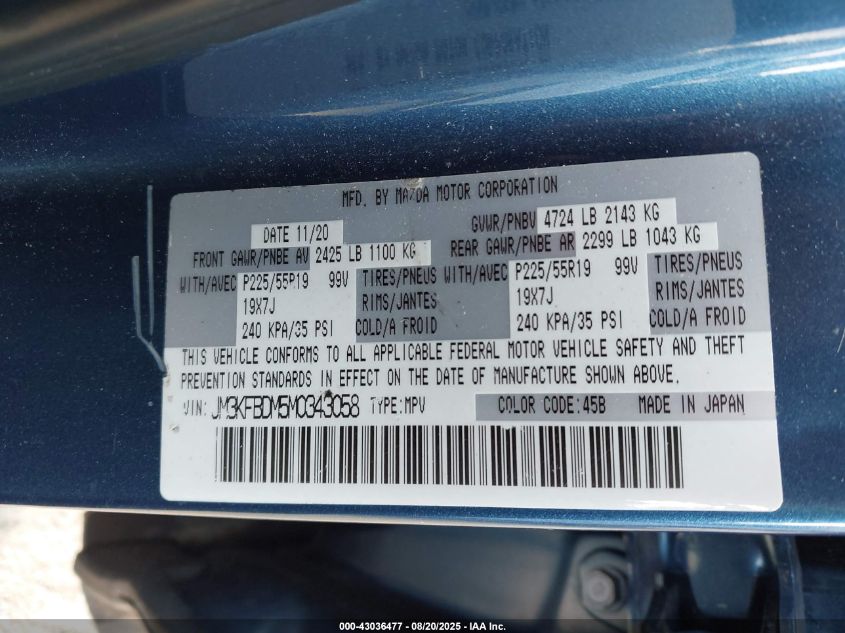 MFD. BY MAZDA MOTOR CORPORATION
DATE 11/20 GVWR/PNBV 4724 LB 2143 KG
FRONT GAWR/PNBE AV 2425 LB 1100 KG REAR GAWR/PNBE AR 2299 LB 1043 KG
WITH/AVEC P225/55R19 99V TIRES/PNEUS WITH/AVEC P225/55R19 99V TIRES/PNEUS
19X7J RIMS/JANTES 19X7J RIMS/JANTES
240 KPA/35 PSI COLD/A FROID 240 KPA/35 PSI COLD/A FROID
THIS VEHICLE CONFORMS TO ALL APPLICABLE FEDERAL MOTOR VEHICLE SAFETY AND THEFT
PREVENTION STANDARDS IN EFFECT ON THE DATE OF MANUFACTURE SHOWN ABOVE.
VIN: JM3KFBDM5M0343058 TYPE:MPV COLOR CODE:45B MADE IN JAPAN
000-43036477 - 08/20/2025 - IAA Inc.